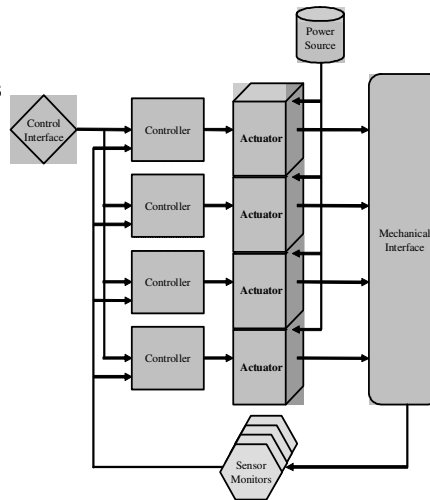 Power
Source
Control
Interface
Controller
Actuator
Controller
Actuator
Mechanical
Interface
Controller
Actuator
Controller
Actuator
Sensor
Monitors